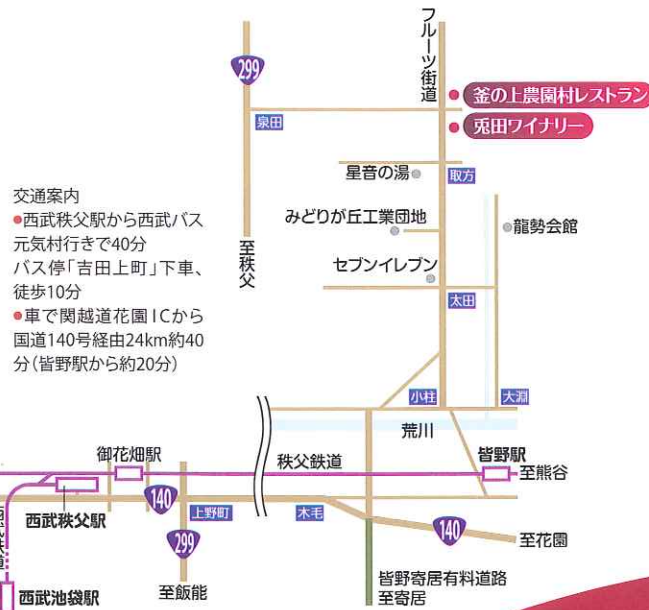 299
フルーツ街道
釜の上農園村レストラン
兎田ワイナリー
泉田
星音の湯
取方
みどりが丘工業団地
龍勢会館
セブンイレブン
太田
至秩父
交通案内
●西武秩父駅から西武バス
元気村行きで40分
バス停「吉田上町」下車、
徒歩10分
●車で関越道花園ICから
国道140号経由24km約40
分(皆野駅から約20分)
小柱
大淵
荒川
御花畑駅
秩父鉄道
皆野駅
至熊谷
西武秩父駅
140
上野町
木毛
140
至花園
299
至飯能
皆野寄居有料道路
至寄居
西武池袋駅